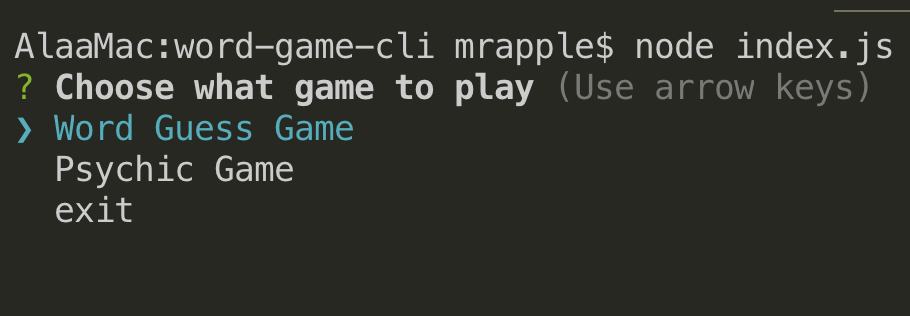 AlaaMac:word-game-cli mrapple$ node index.js
? Choose what game to play (Use arrow keys)
❯ Word Guess Game
Psychic Game
exit